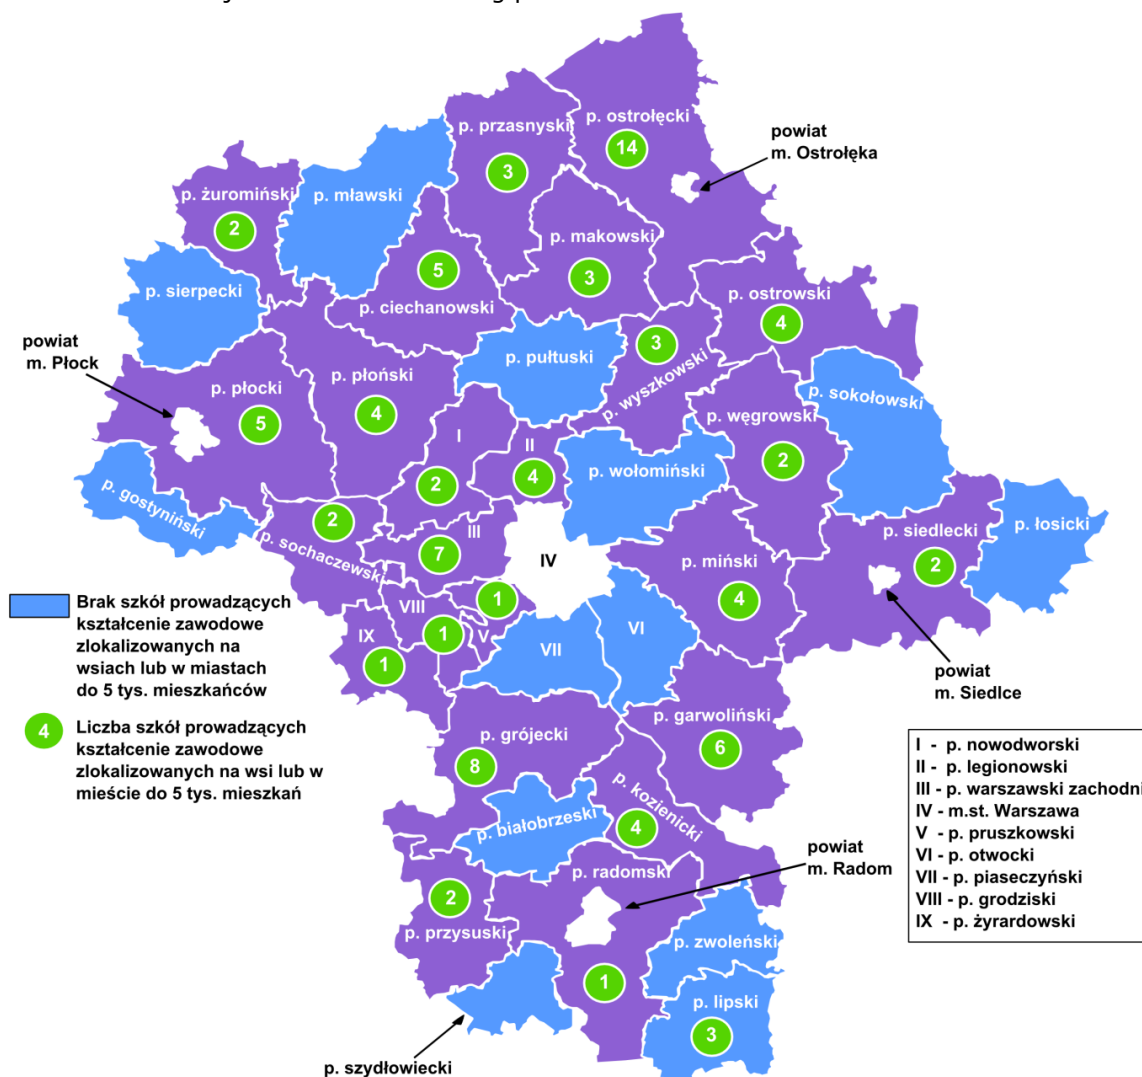 p. przasnyski
3
p. ostrołęcki
14
powiat
m. Ostrołęka
p. żuromiński
2
p. mławski
p. makowski
3
5
p. ciechanowski
p. sierpecki
p. ostrowski
4
powiat
m. Płock
p. pułtuski
3
p. wyszkowski
p. sokołowski
p. płocki
5
p. płoński
4
p. węgrowski
2
I
2
II
4
p. wołomiński
p. gostyniński
2
p. sochaczewski
III
7
IV
p. siedlecki
2
p. łosicki
p. miński
4
Brak szkół prowadzących
kształcenie zawodowe
zlokalizowanych na
wsiach lub w miastach
do 5 tys. mieszkańców
VIII
1
1
V
IX
1
VII
VI
powiat
m. Siedlce
4
Liczba szkół prowadzących
kształcenie zawodowe
zlokalizowanych na wsi lub w
mieście do 5 tys. mieszkań
p. grójecki
8
p. garwoliński
6
I - p. nowodworski
II - p. legionowski
III - p. warszawski zachodni
IV - m.st. Warszawa
V - p. pruszkowski
VI - p. otwocki
VII - p. piaseczyński
VIII - p. grodziski
IX - p. żyrardowski
p. białobrzeski
p. kozienicki
4
powiat
m. Radom
p. radomski
1
2
p. przysuski
p. zwoleński
p. lipski
3
p. szydłowiecki